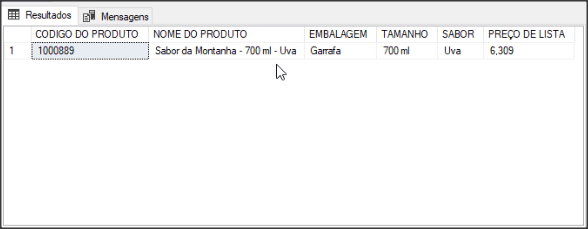 Resultados Mensagens
CODIGO DO PRODUTO NOME DO PRODUTO EMBALAGEM TAMANHO SABOR PREÇO DE LISTA
1 1000889 Sabor da Montanha - 700 ml - Uva Garrafa 700 ml Uva 6,309